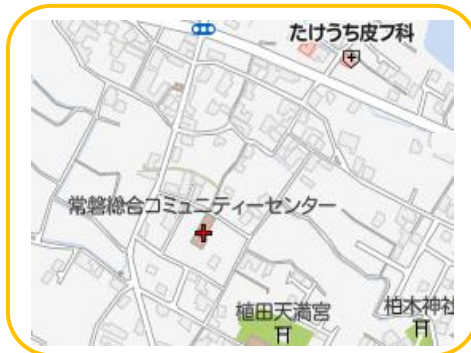 たけうち皮フ科
常磐総合コミュニティーセンター
植田天満宮
柏木神社